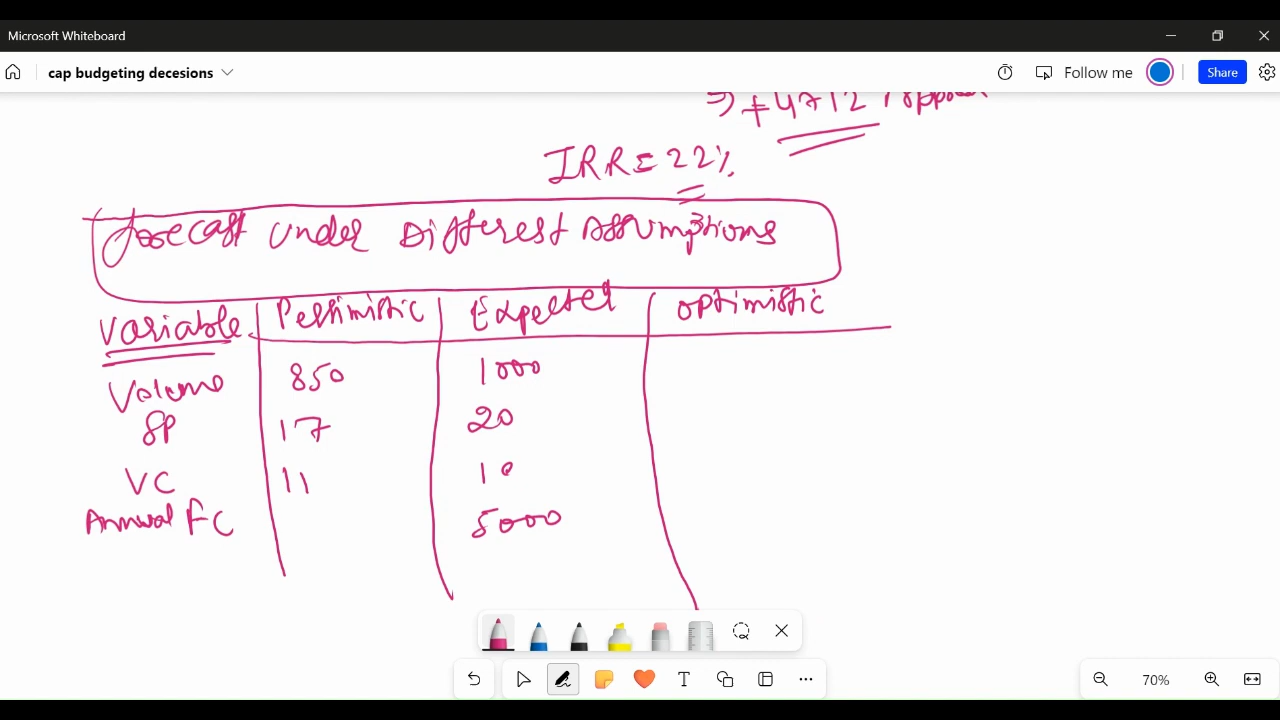 Microsoft Whiteboard
cap budgeting decesions
Follow me
Share
⇒ +4712
IRR = 22%
forecast under Different Assumptions
Variable Pessimistic Expected optimistic
Volume 850 1000
SP 17 20
VC 11 10
Annual FC 5000
T
70%